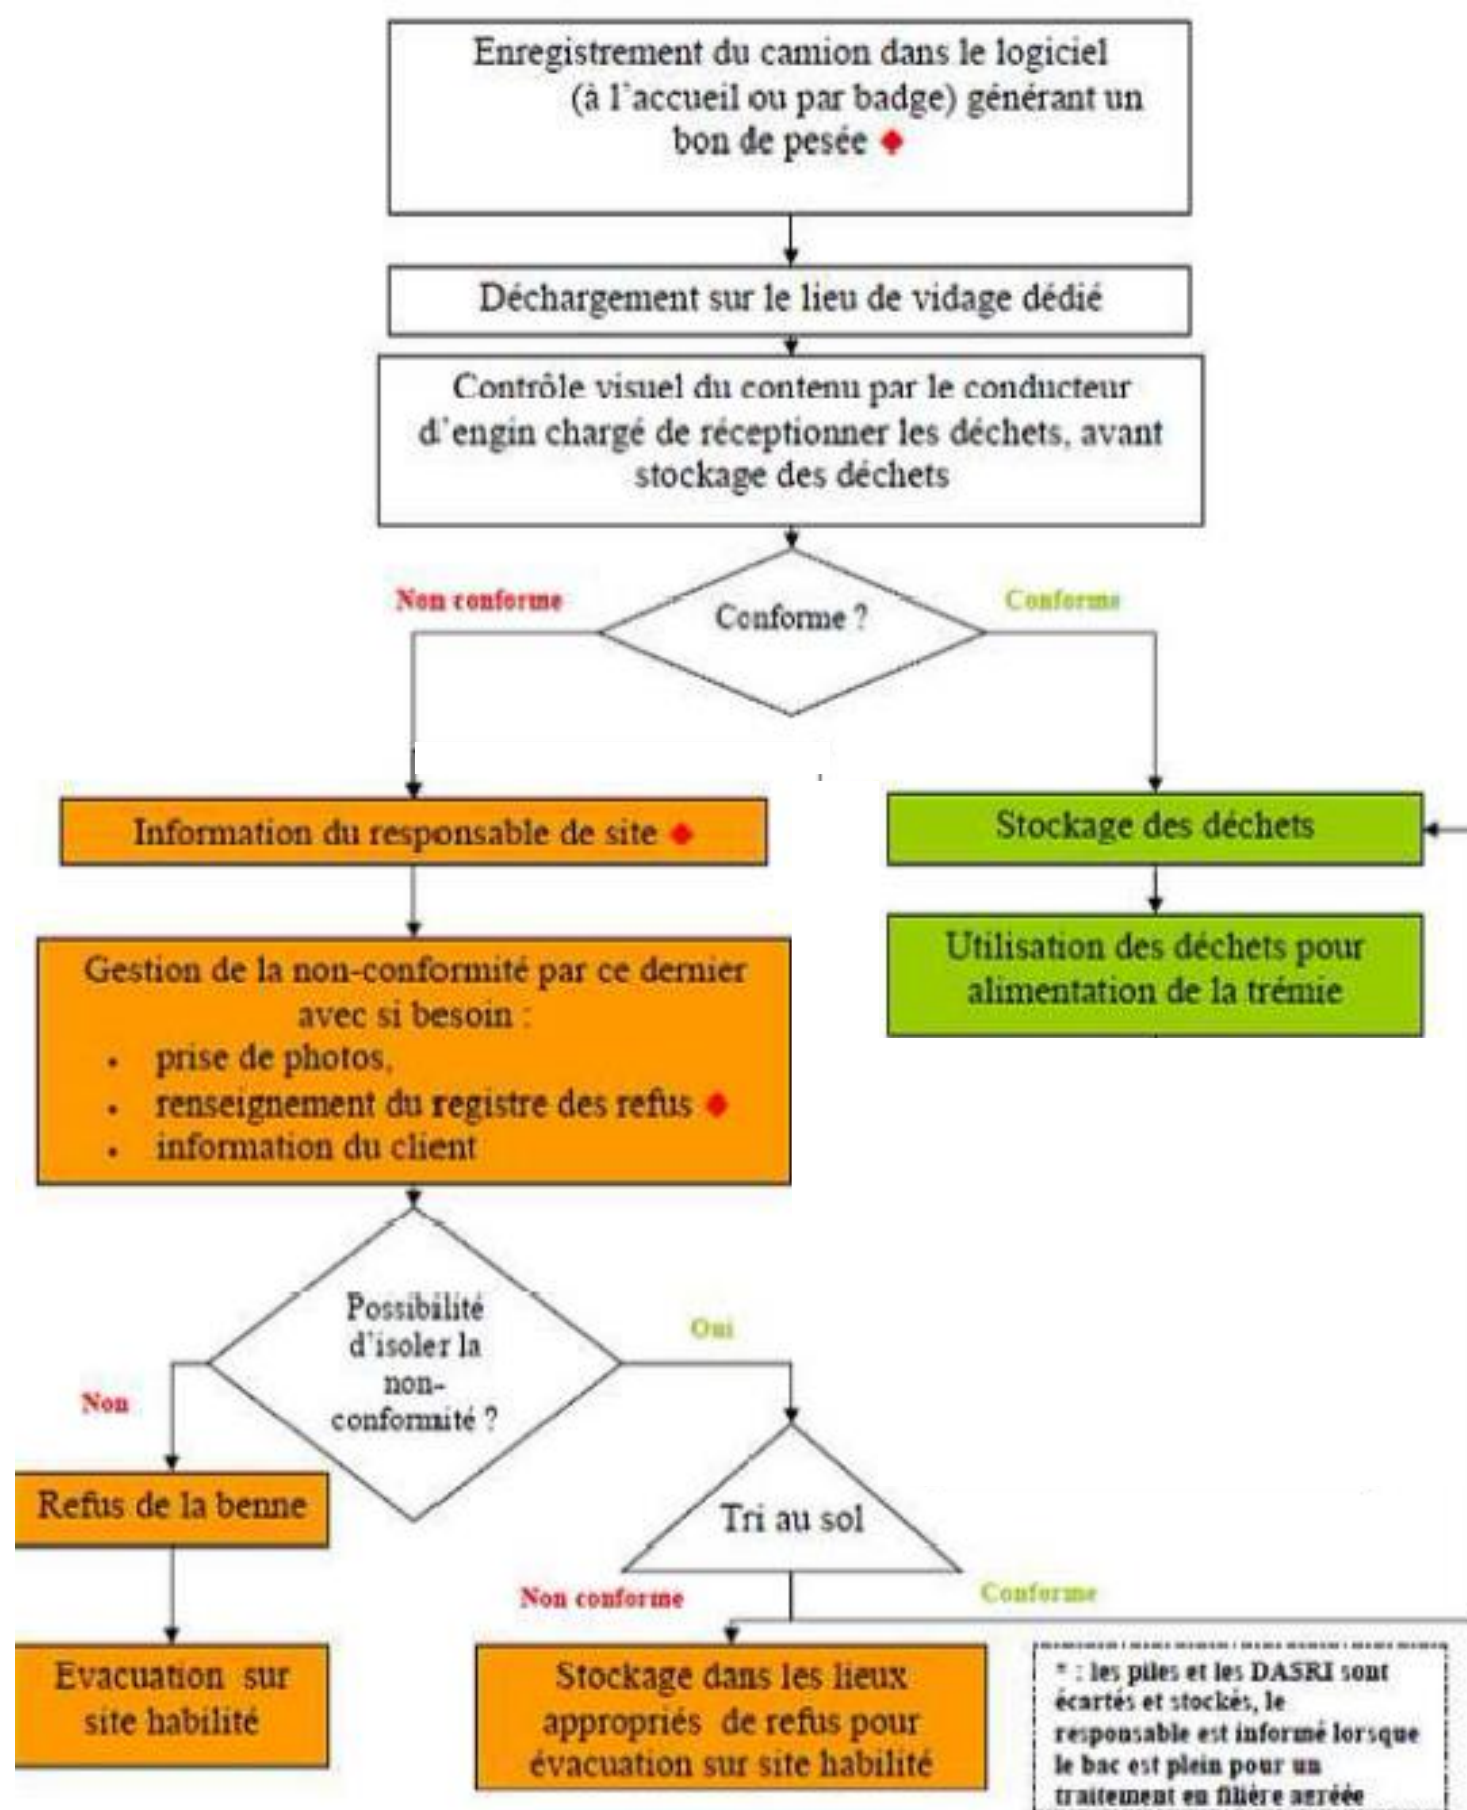 Enregistrement du camion dans le logiciel
(à l'accueil ou par badge) générant un
bon de pesée
Déchargement sur le lieu de vidage dédié
Contrôle visuel du contenu par le conducteur
d'engin chargé de réceptionner les déchets, avant
stockage des déchets
Non conforme
Conforme ?
Conforme
Information du responsable de site
Stockage des déchets
Utilisation des déchets pour
alimentation de la trémie
Gestion de la non-conformité par ce dernier
avec si besoin :
• prise de photos,
• renseignement du registre des refus
• information du client
Possibilité
d'isoler la
non-
conformité ?
Oui
Non
Refus de la benne
Tri au sol
Non conforme
Conforme
Evacuation sur
site habilité
Stockage dans les lieux
appropriés de refus pour
évacuation sur site habilité
* : les piles et les DASRI sont
écartés et stockés, le
responsable est informé lorsque
le bac est plein pour un
traitement en filière agréée